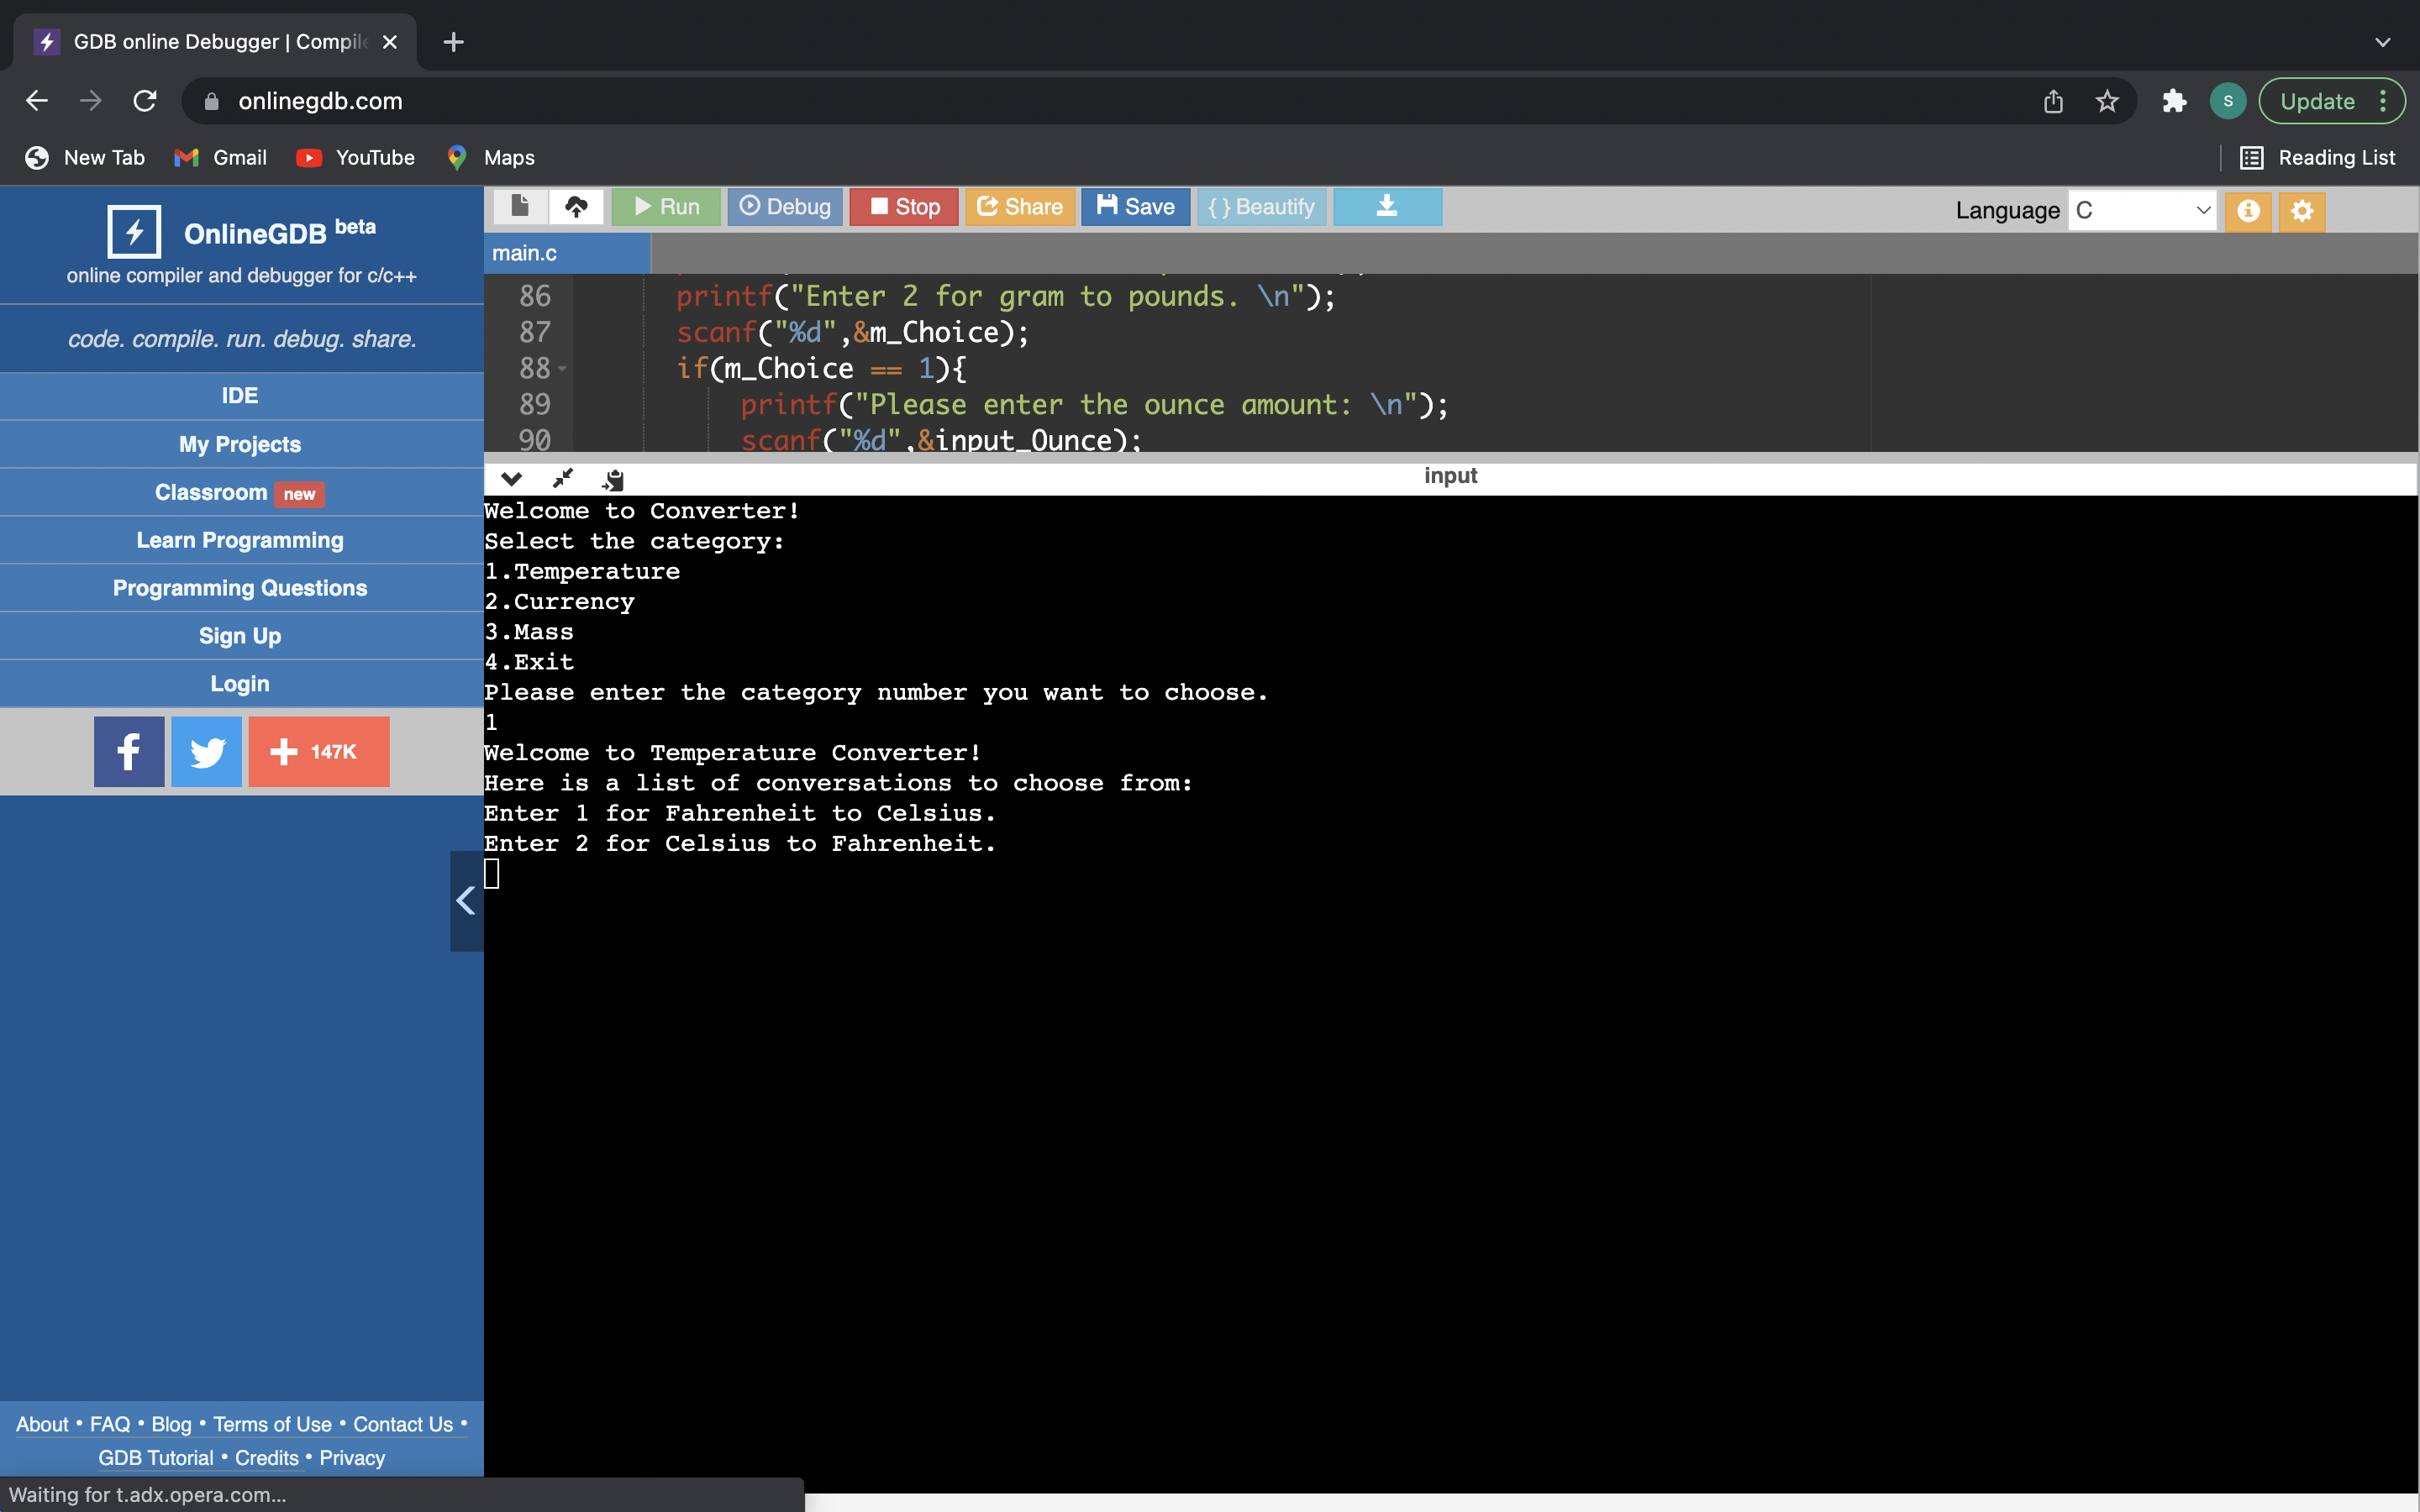 GDB online Debugger | Compile
onlinegdb.com
S
Update
New Tab
Gmail
YouTube
Maps
Reading List
OnlineGDB beta
online compiler and debugger for c/c++
code. compile. run. debug. share.
IDE
My Projects
Classroom new
Learn Programming
Programming Questions
Sign Up
Login
f
147K
About • FAQ • Blog • Terms of Use • Contact Us •
GDB Tutorial • Credits • Privacy
Waiting for t.adx.opera.com...
Run
Debug
Stop
Share
Save
{ } Beautify
Language C
main.c
86 printf("Enter 2 for gram to pounds. \n");
87 scanf("%d",&m_Choice);
88 if(m_Choice == 1){
89 printf("Please enter the ounce amount: \n");
90 scanf("%d",&input_Ounce);
input
Welcome to Converter!
Select the category:
1.Temperature
2.Currency
3.Mass
4.Exit
Please enter the category number you want to choose.
1
Welcome to Temperature Converter!
Here is a list of conversations to choose from:
Enter 1 for Fahrenheit to Celsius.
Enter 2 for Celsius to Fahrenheit.